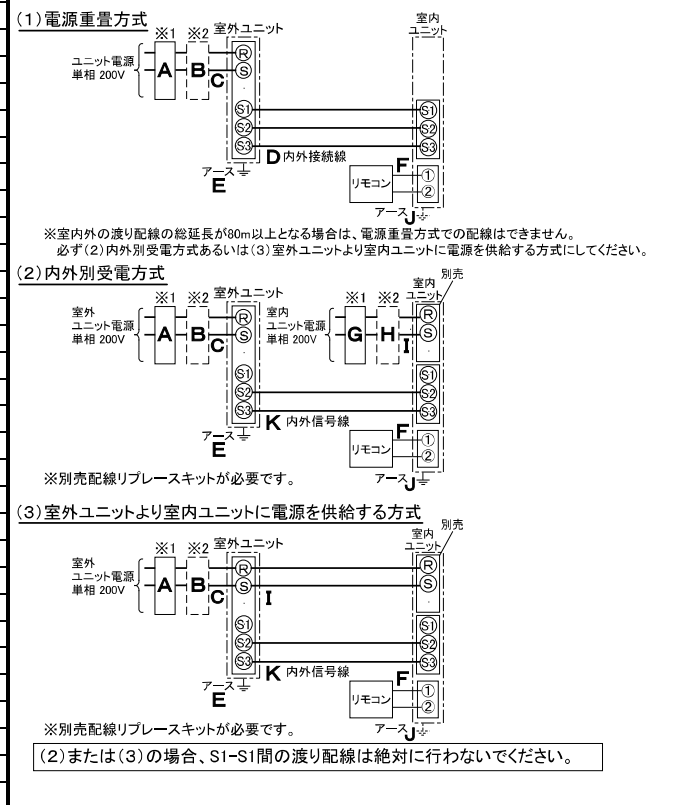 (1)電源重畳方式
※1 ※2 室外ユニット
室内
ユニット
ユニット電源
単相 200V
A B C
R
S
S1 S1
S2 S2
S3 S3
D 内外接続線
アース
E
F
リモコン
①
②
アース J
※室内外の渡り配線の総延長が80m以上となる場合は、電源重畳方式での配線はできません。
必ず(2)内外別受電方式あるいは(3)室外ユニットより室内ユニットに電源を供給する方式にしてください。
(2)内外別受電方式
別売
※1 ※2 室外ユニット
※1 ※2
室内
ユニット
室外
ユニット電源
単相 200V
A B C
R
S
室内
ユニット電源
単相 200V
G H I
R
S
S1 S1
S2 S2
S3 S3
K 内外信号線
アース
E
F
リモコン
①
②
アース J
※別売配線リプレースキットが必要です。
(3)室外ユニットより室内ユニットに電源を供給する方式
別売
※1 ※2 室外ユニット
室内
ユニット
室外
ユニット電源
単相 200V
A B C
R R
S S
I
S1 S1
S2 S2
S3 S3
K 内外信号線
アース
E
F
リモコン
①
②
アース J
※別売配線リプレースキットが必要です。
(2)または(3)の場合、S1-S1間の渡り配線は絶対に行わないでください。